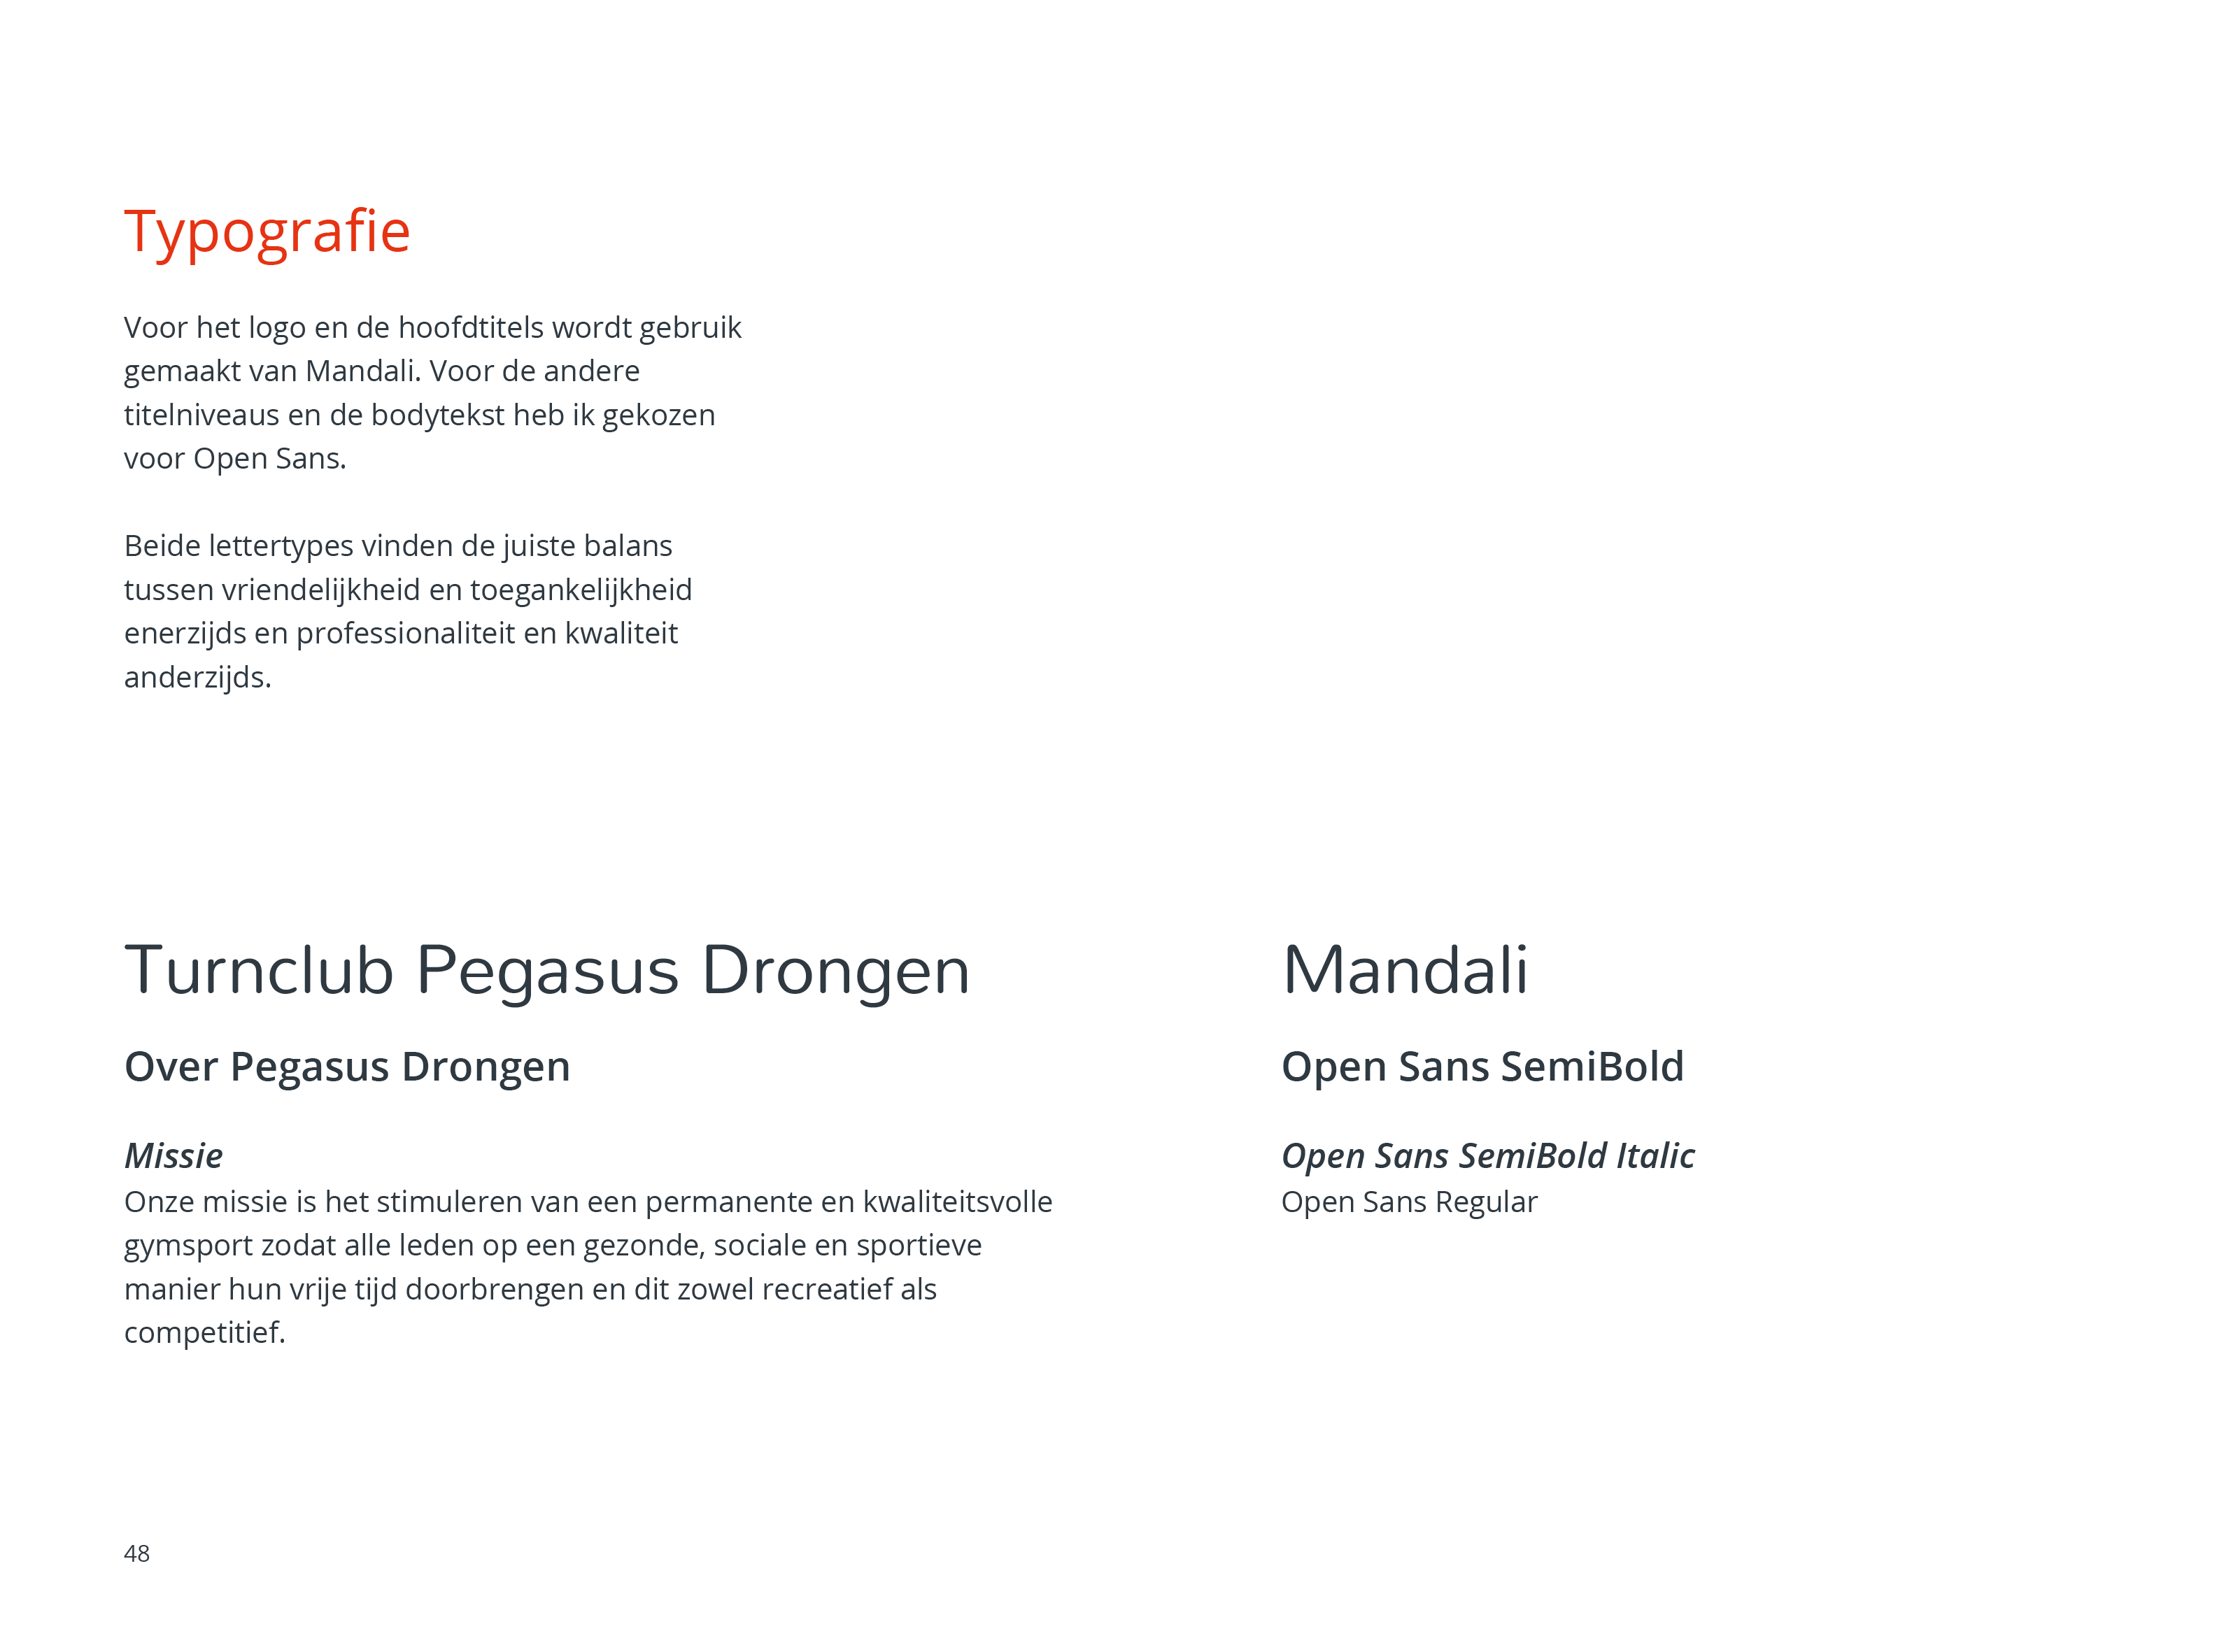 Typografie
Voor het logo en de hoofdtitels wordt gebruik
gemaakt van Mandali. Voor de andere
titelniveaus en de bodytekst heb ik gekozen
voor Open Sans.
Beide lettertypes vinden de juiste balans
tussen vriendelijkheid en toegankelijkheid
enerzijds en professionaliteit en kwaliteit
anderzijds.
Turnclub Pegasus Drongen
Over Pegasus Drongen
Missie
Onze missie is het stimuleren van een permanente en kwaliteitsvolle
gymsport zodat alle leden op een gezonde, sociale en sportieve
manier hun vrije tijd doorbrengen en dit zowel recreatief als
competitief.
Mandali
Open Sans SemiBold
Open Sans SemiBold Italic
Open Sans Regular
48